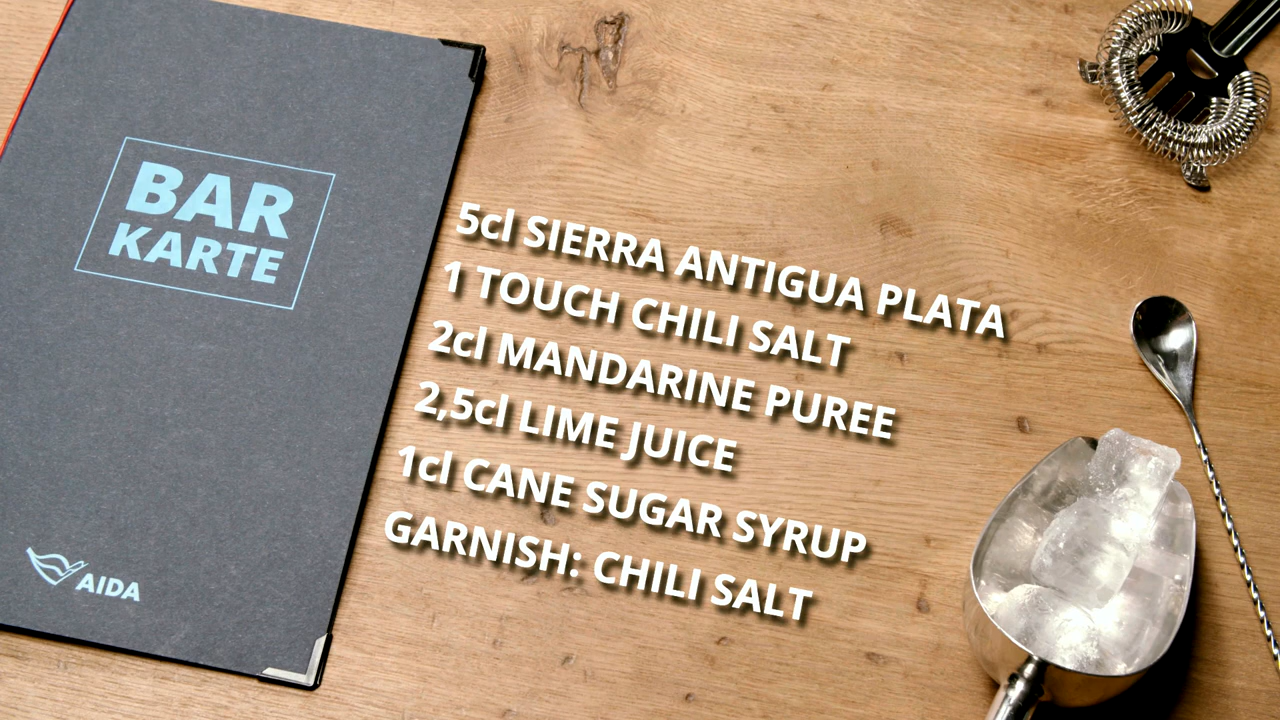 BAR
KARTE
AIDA
5cl SIERRA ANTIGUA PLATA
1 TOUCH CHILI SALT
2cl MANDARINE PUREE
2,5cl LIME JUICE
1cl CANE SUGAR SYRUP
GARNISH: CHILI SALT